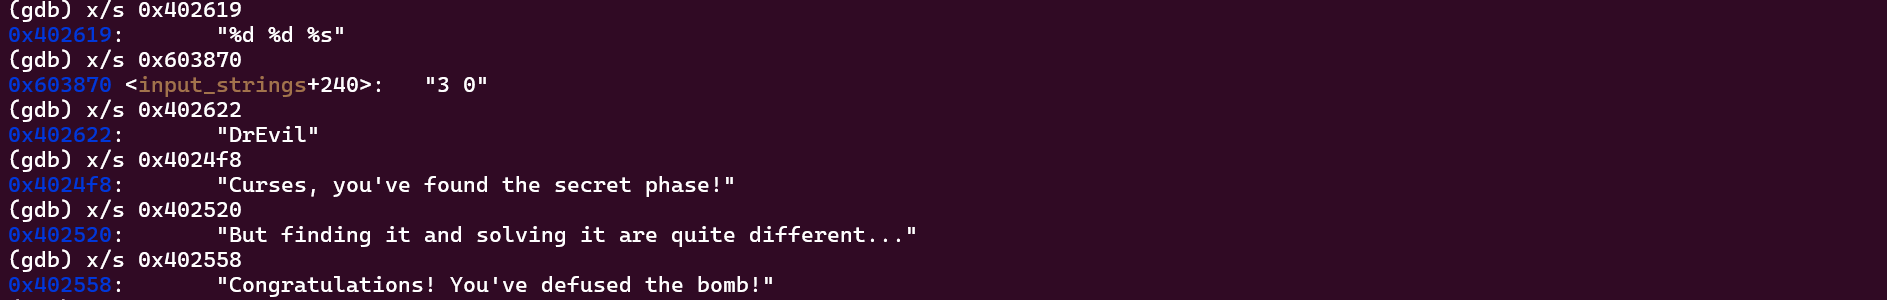 (gdb) x/s 0x402619
0x402619:	"%d %d %s"
(gdb) x/s 0x603870
0x603870 <input_strings+240>:	"3 0"
(gdb) x/s 0x402622
0x402622:	"DrEvil"
(gdb) x/s 0x4024f8
0x4024f8:	"Curses, you've found the secret phase!"
(gdb) x/s 0x402520
0x402520:	"But finding it and solving it are quite different..."
(gdb) x/s 0x402558
0x402558:	"Congratulations! You've defused the bomb!"